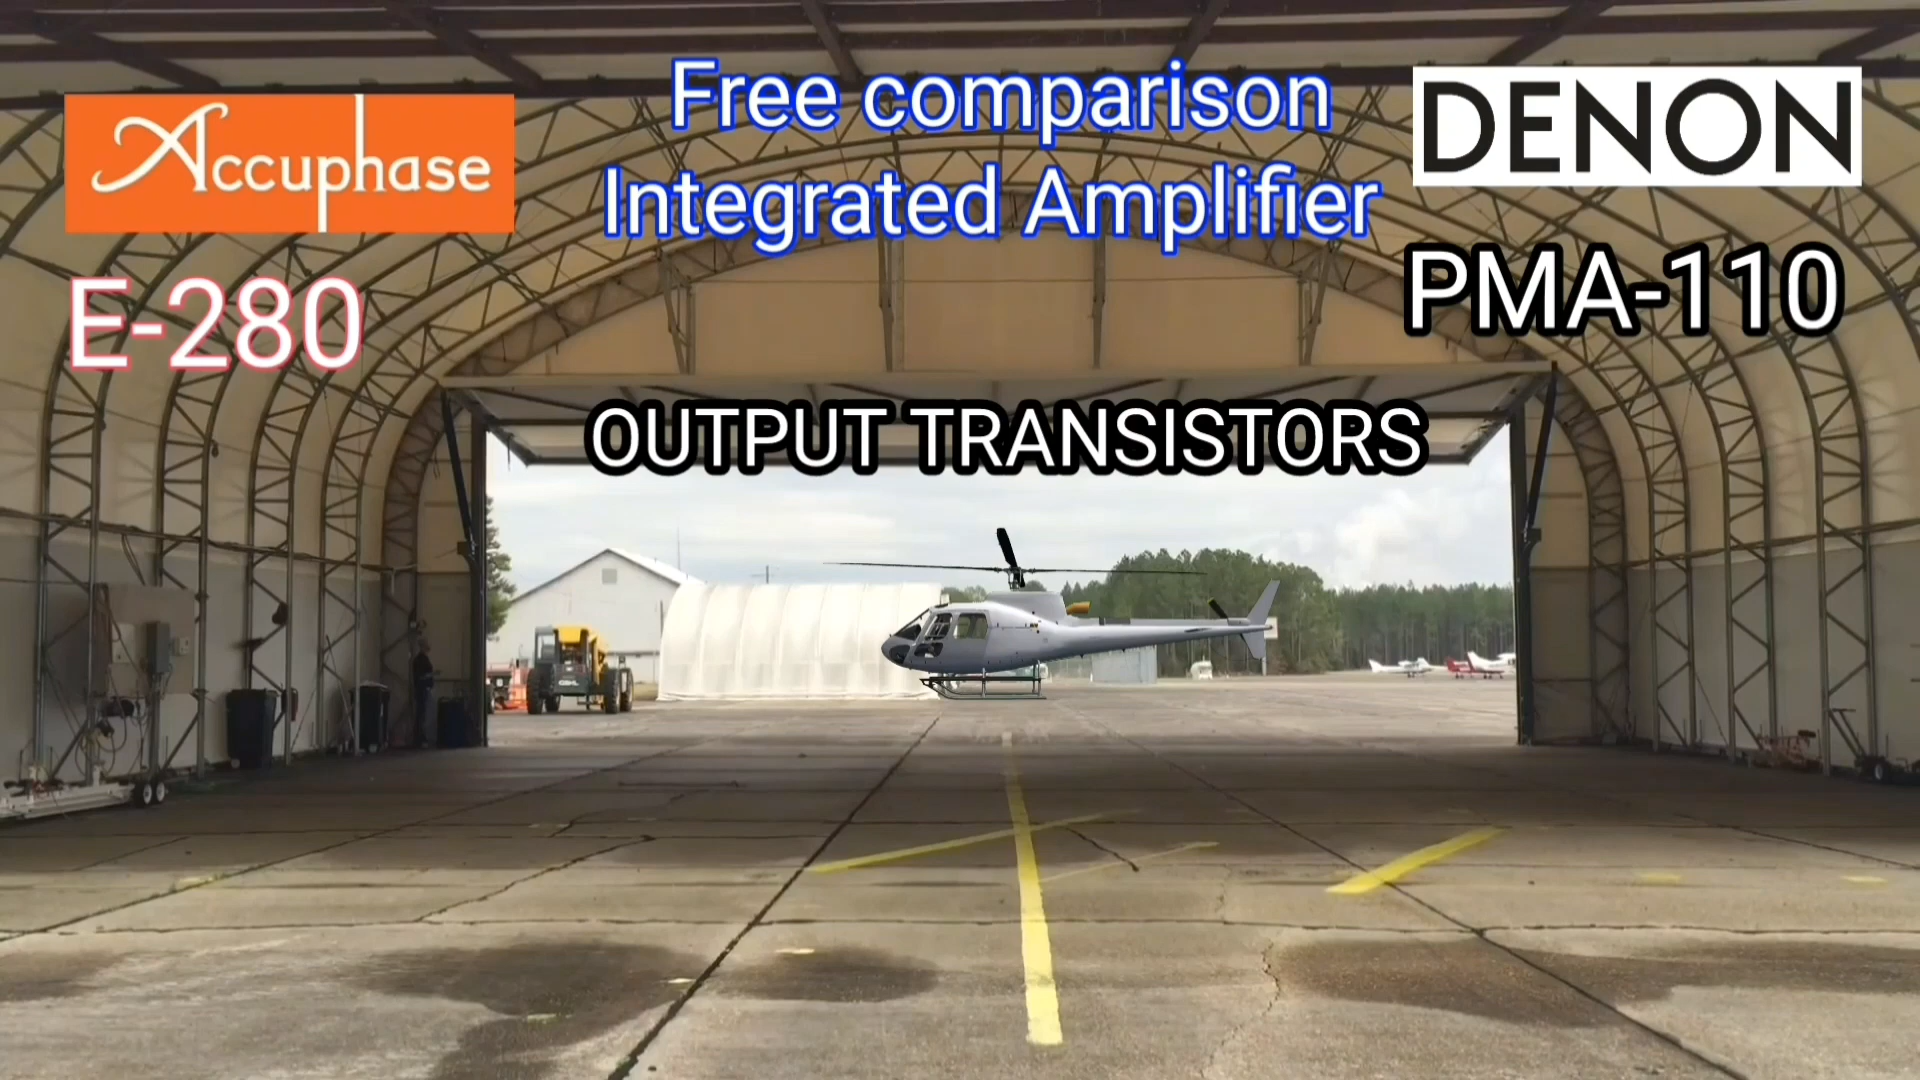 Accuphase
E-280
Free comparison
Integrated Amplifier
DENON
PMA-110
OUTPUT TRANSISTORS